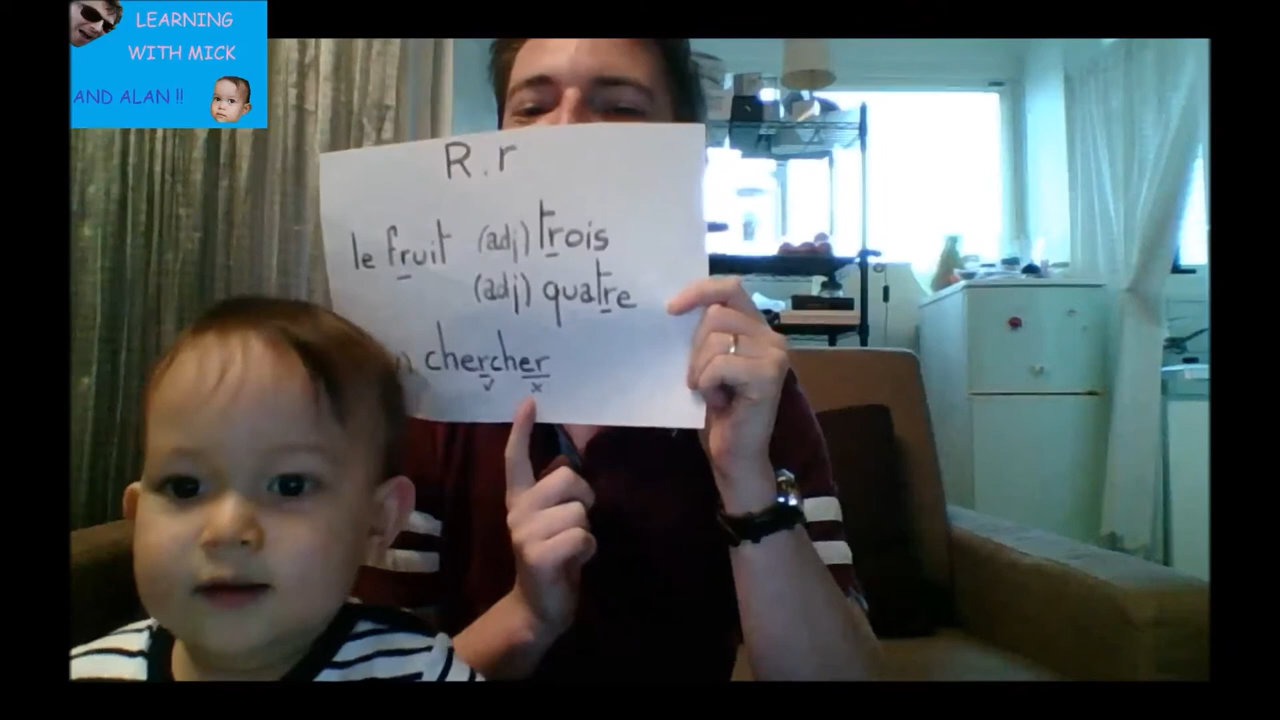 LEARNING
WITH MICK
AND ALAN !!
R.r
le fruit (adj) trois
(adj) quatre
chercher
v x